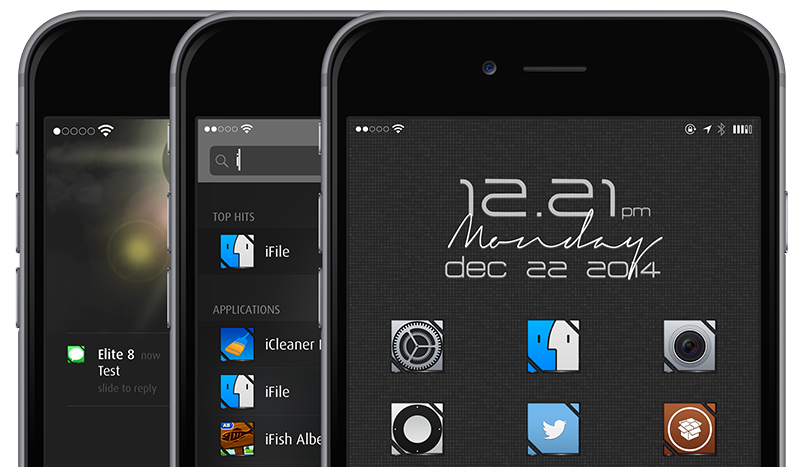 Elite 8 now
Test
slide to reply
i
TOP HITS
iFile
APPLICATIONS
iCleaner
iFile
AB
iFish Albe
12.21 pm
Monday
dec 22 2014